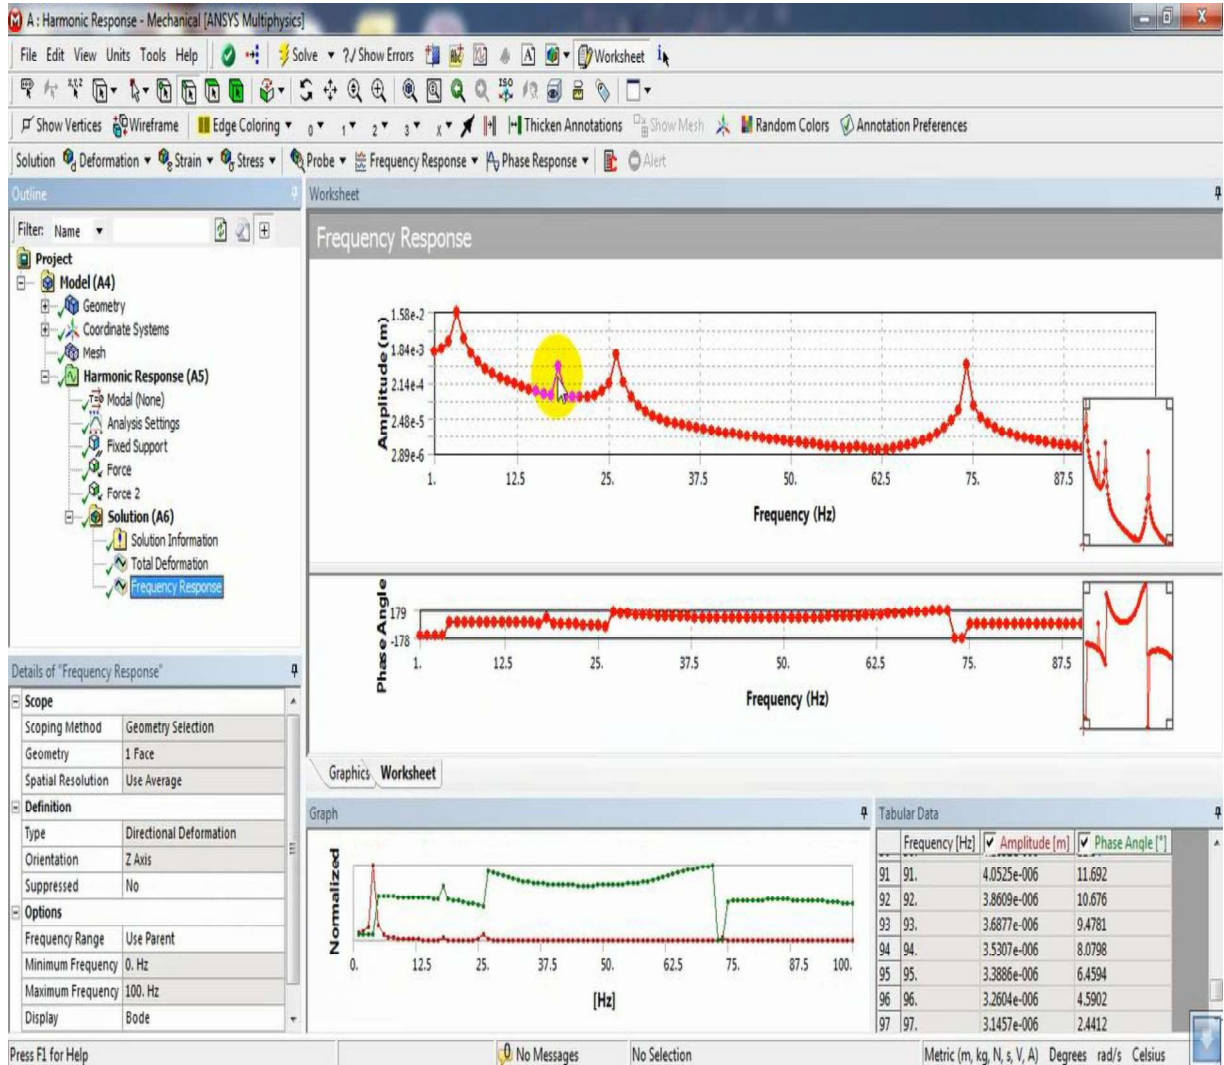 A : Harmonic Response - Mechanical [ANSYS Multiphysics]
File Edit View Units Tools Help Solve ?/ Show Errors Worksheet
Show Vertices Wireframe Edge Coloring 0 1 2 3 x Thicken Annotations Show Mesh Random Colors Annotation Preferences
Solution Deformation Strain Stress Probe Frequency Response Phase Response Alert
Outline
Filter: Name
Project
Model (A4)
Geometry
Coordinate Systems
Mesh
Harmonic Response (A5)
Modal (None)
Analysis Settings
Fixed Support
Force
Force 2
Solution (A6)
Solution Information
Total Deformation
Frequency Response
Details of "Frequency Response"
Scope
Scoping Method Geometry Selection
Geometry 1 Face
Spatial Resolution Use Average
Definition
Type Directional Deformation
Orientation Z Axis
Suppressed No
Options
Frequency Range Use Parent
Minimum Frequency 0. Hz
Maximum Frequency 100. Hz
Display Bode
Worksheet
Frequency Response
Amplitude (m)
1.58e-2
1.84e-3
2.14e-4
2.48e-5
2.89e-6
1. 12.5 25. 37.5 50. 62.5 75. 87.5
Frequency (Hz)
Phase Angle
179
-178
1. 12.5 25. 37.5 50. 62.5 75. 87.5
Frequency (Hz)
Graphics Worksheet
Graph
Normalized
0. 12.5 25. 37.5 50. 62.5 75. 87.5 100.
[Hz]
Tabular Data
Frequency [Hz] Amplitude [m] Phase Angle [°]
91 91. 4.0525e-006 11.692
92 92. 3.8609e-006 10.676
93 93. 3.6877e-006 9.4781
94 94. 3.5307e-006 8.0798
95 95. 3.3886e-006 6.4594
96 96. 3.2604e-006 4.5902
97 97. 3.1457e-006 2.4412
Press F1 for Help 0 No Messages No Selection Metric (m, kg, N, s, V, A) Degrees rad/s Celsius